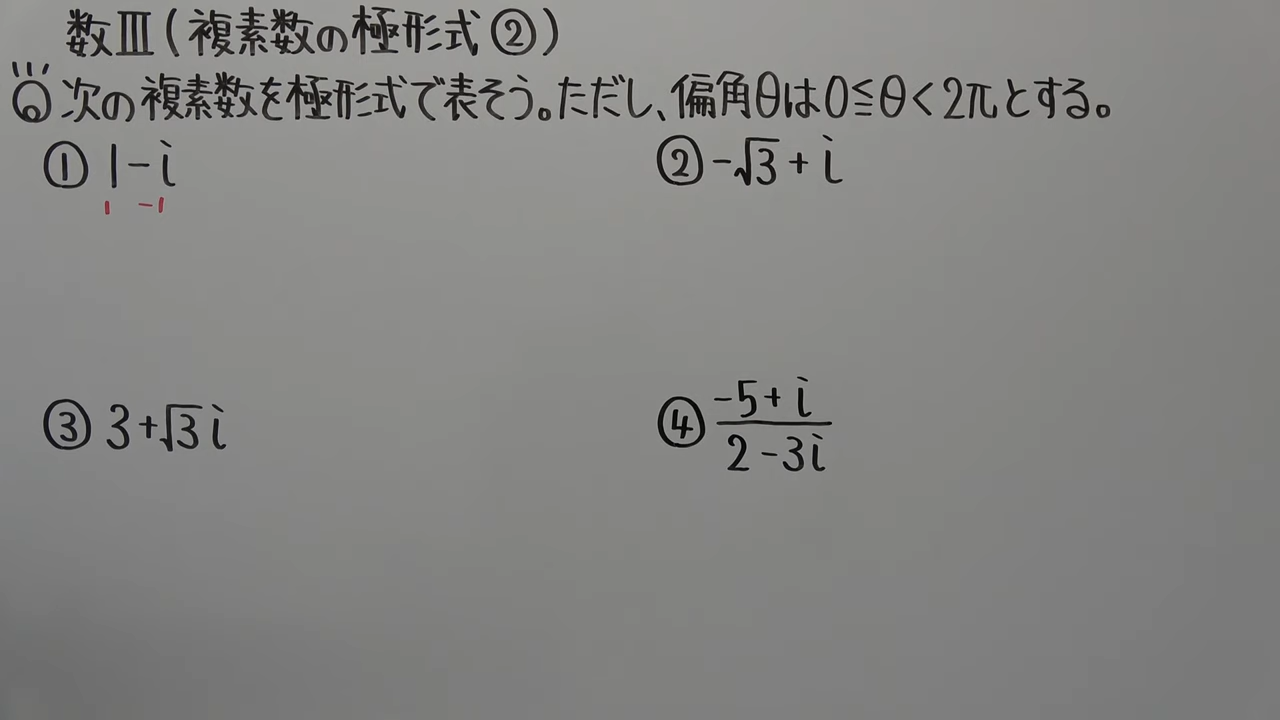 数Ⅲ(複素数の極形式②)
次の複素数を極形式で表そう。ただし、偏角θは0≦θ<2πとする。
① 1-i
1 -1
② -√3+i
③ 3+√3i
④ -5+i
2-3i